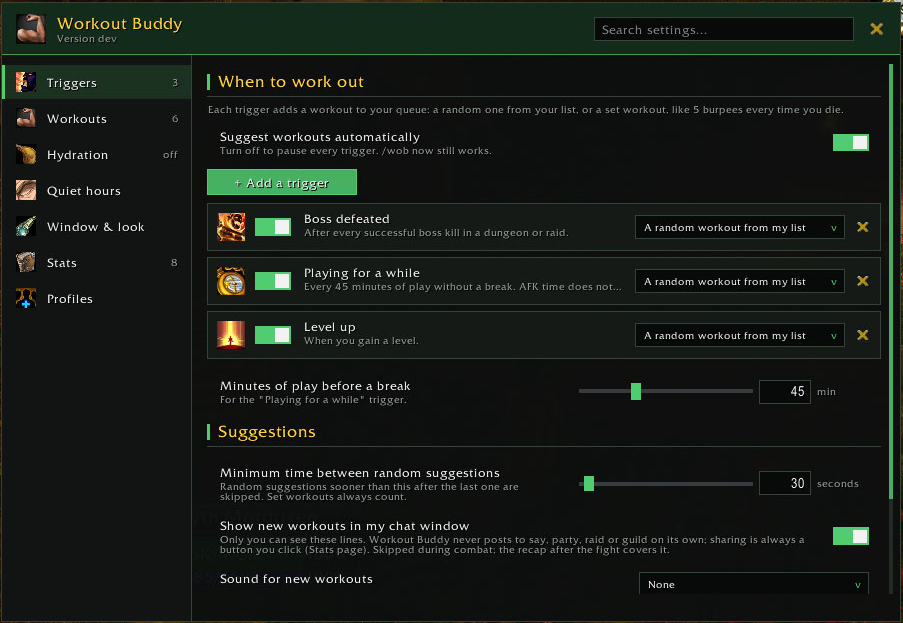 Workout Buddy
Version dev
Search settings...
Triggers 3
Workouts 6
Hydration off
Quiet hours
Window & look
Stats 8
Profiles
When to work out
Each trigger adds a workout to your queue: a random one from your list, or a set workout, like 5 burpees every time you die.
Suggest workouts automatically
Turn off to pause every trigger. /wob now still works.
+ Add a trigger
Boss defeated
After every successful boss kill in a dungeon or raid.
A random workout from my list v
Playing for a while
Every 45 minutes of play without a break. AFK time does not...
A random workout from my list v
Level up
When you gain a level.
A random workout from my list v
Minutes of play before a break
For the "Playing for a while" trigger.
45 min
Suggestions
Minimum time between random suggestions
Random suggestions sooner than this after the last one are
skipped. Set workouts always count.
30 seconds
Show new workouts in my chat window
Only you can see these lines. Workout Buddy never posts to say, party, raid or guild on its own; sharing is always a
button you click (Stats page). Skipped during combat; the recap after the fight covers it.
Sound for new workouts
None v